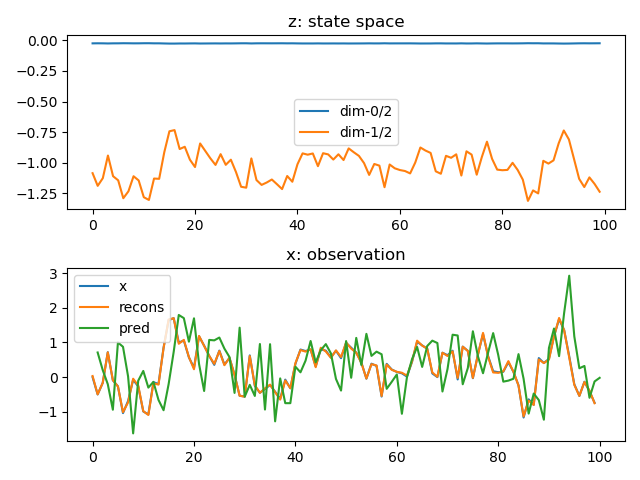 z: state space
0.00
−0.25
−0.50
−0.75
−1.00
−1.25
dim-0/2
dim-1/2
0 20 40 60 80 100
x: observation
3
2
1
0
−1
x
recons
pred
0 20 40 60 80 100